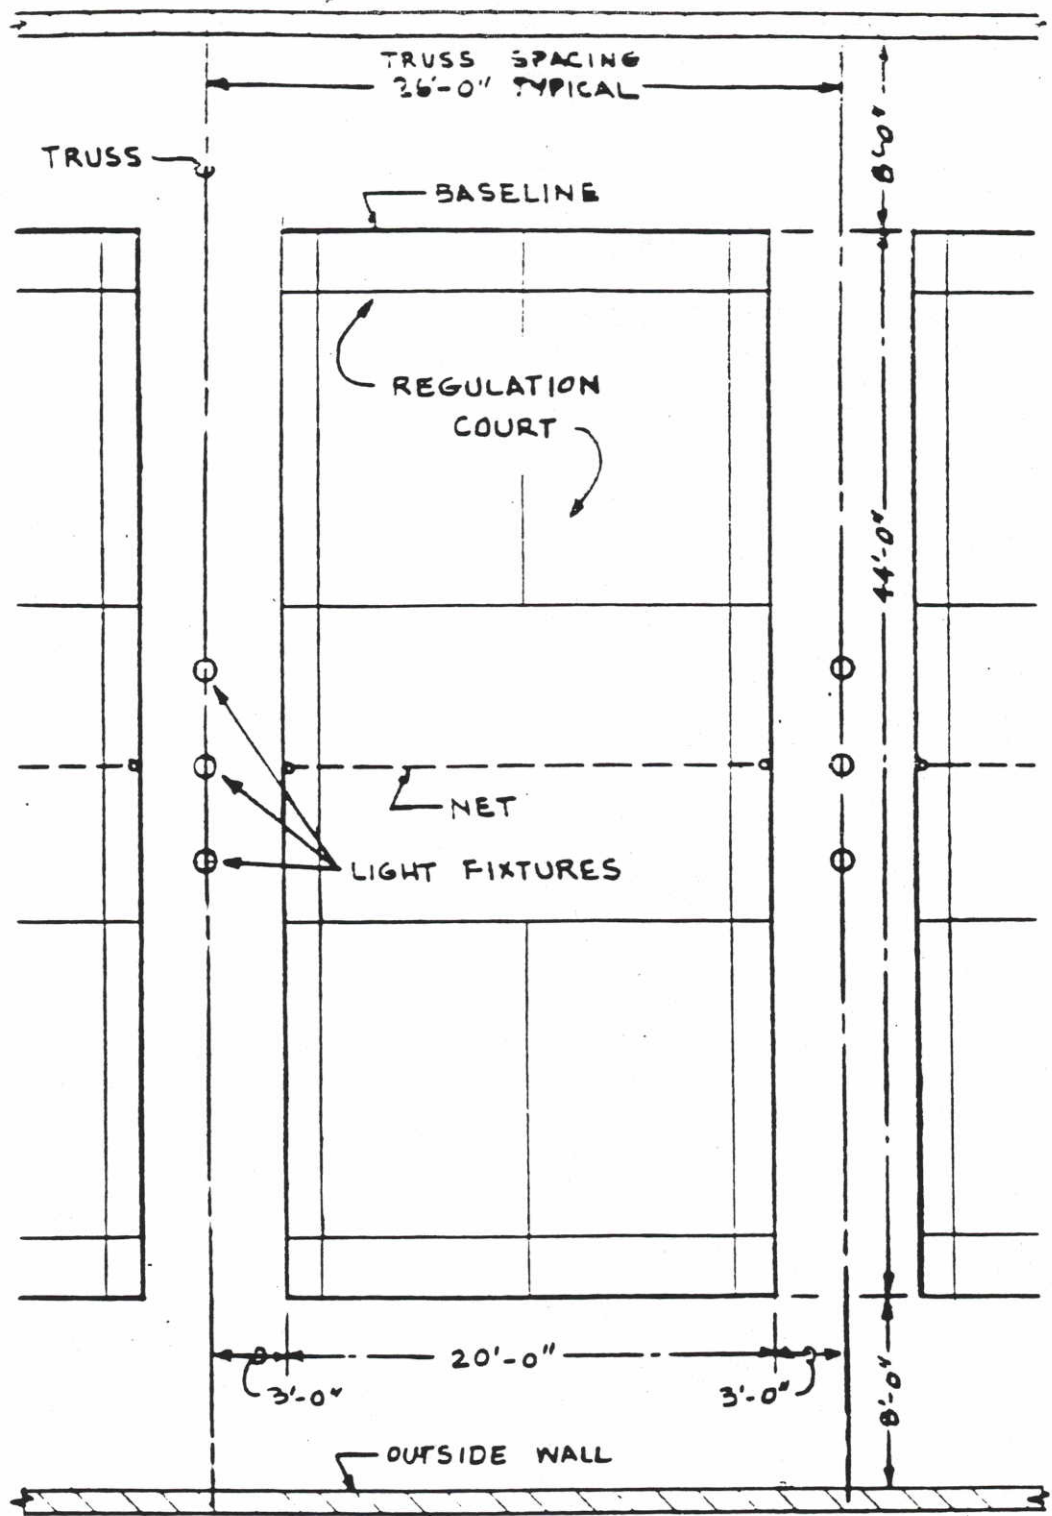 TRUSS SPACING
26'-0" TYPICAL
8'-0"
TRUSS
BASELINE
REGULATION
COURT
44'-0"
NET
LIGHT FIXTURES
20'-0"
3'-0"
3'-0"
8'-0"
OUTSIDE WALL